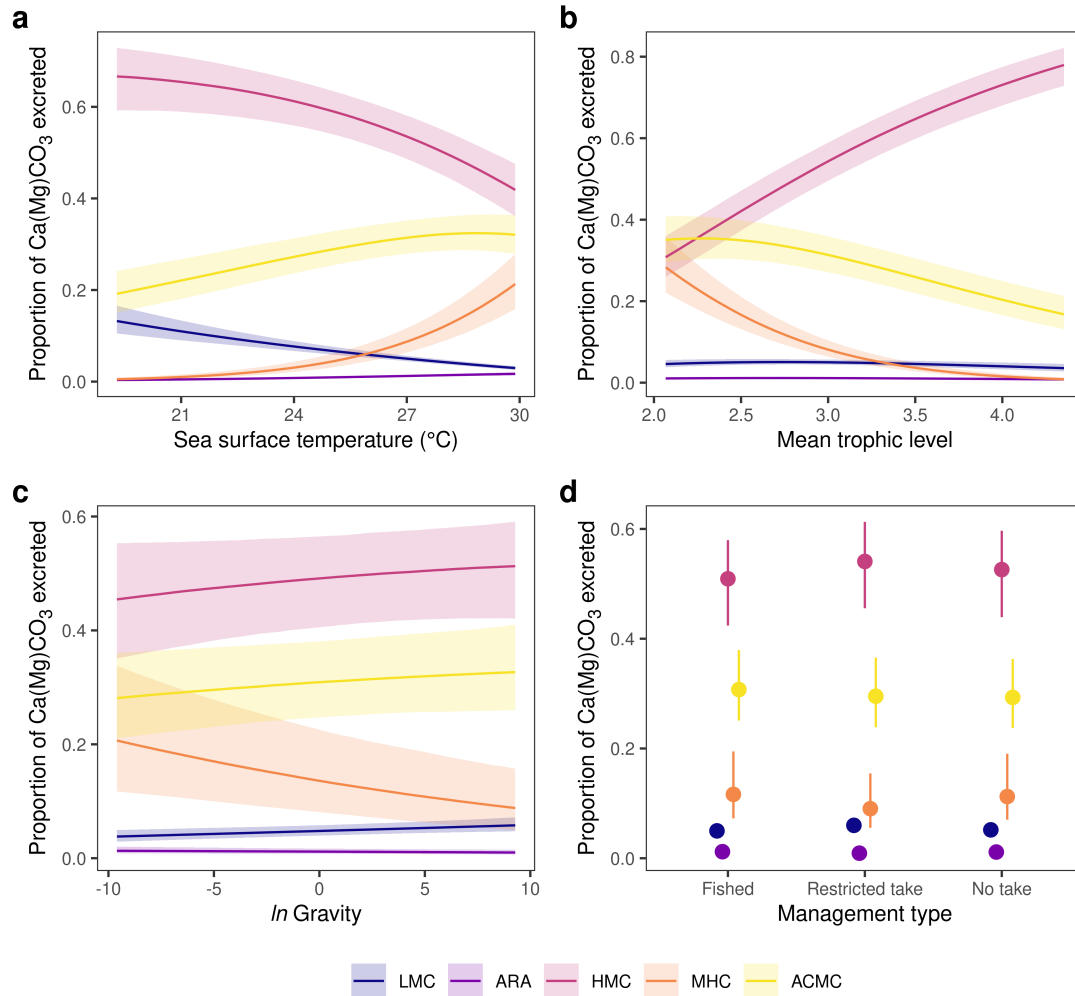 a
Proportion of Ca(Mg)CO3 excreted
0.6
0.4
0.2
0.0
21 24 27 30
Sea surface temperature (°C)
b
Proportion of Ca(Mg)CO3 excreted
0.8
0.6
0.4
0.2
0.0
2.0 2.5 3.0 3.5 4.0
Mean trophic level
c
Proportion of Ca(Mg)CO3 excreted
0.6
0.4
0.2
0.0
-10 -5 0 5 10
ln Gravity
d
Proportion of Ca(Mg)CO3 excreted
0.6
0.4
0.2
0.0
Fished Restricted take No take
Management type
LMC ARA HMC MHC ACMC